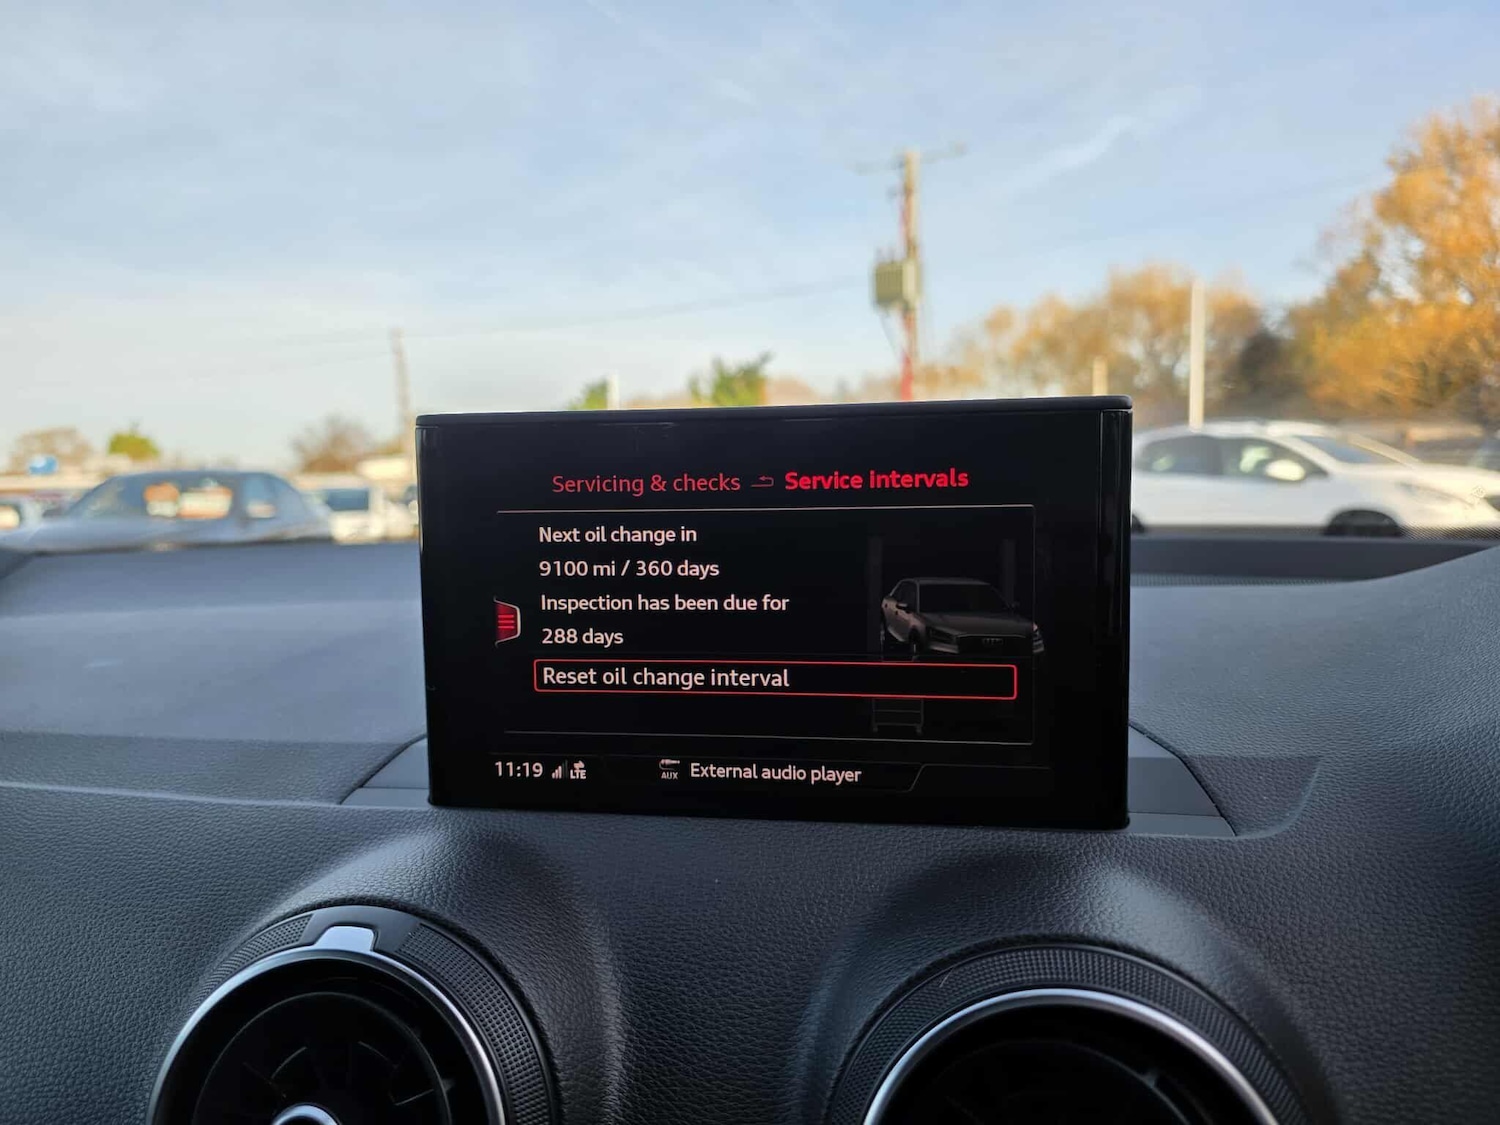 Servicing & checks Service intervals
Next oil change in
9100 mi / 360 days
Inspection has been due for
288 days
Reset oil change interval
11:19 LTE AUX External audio player